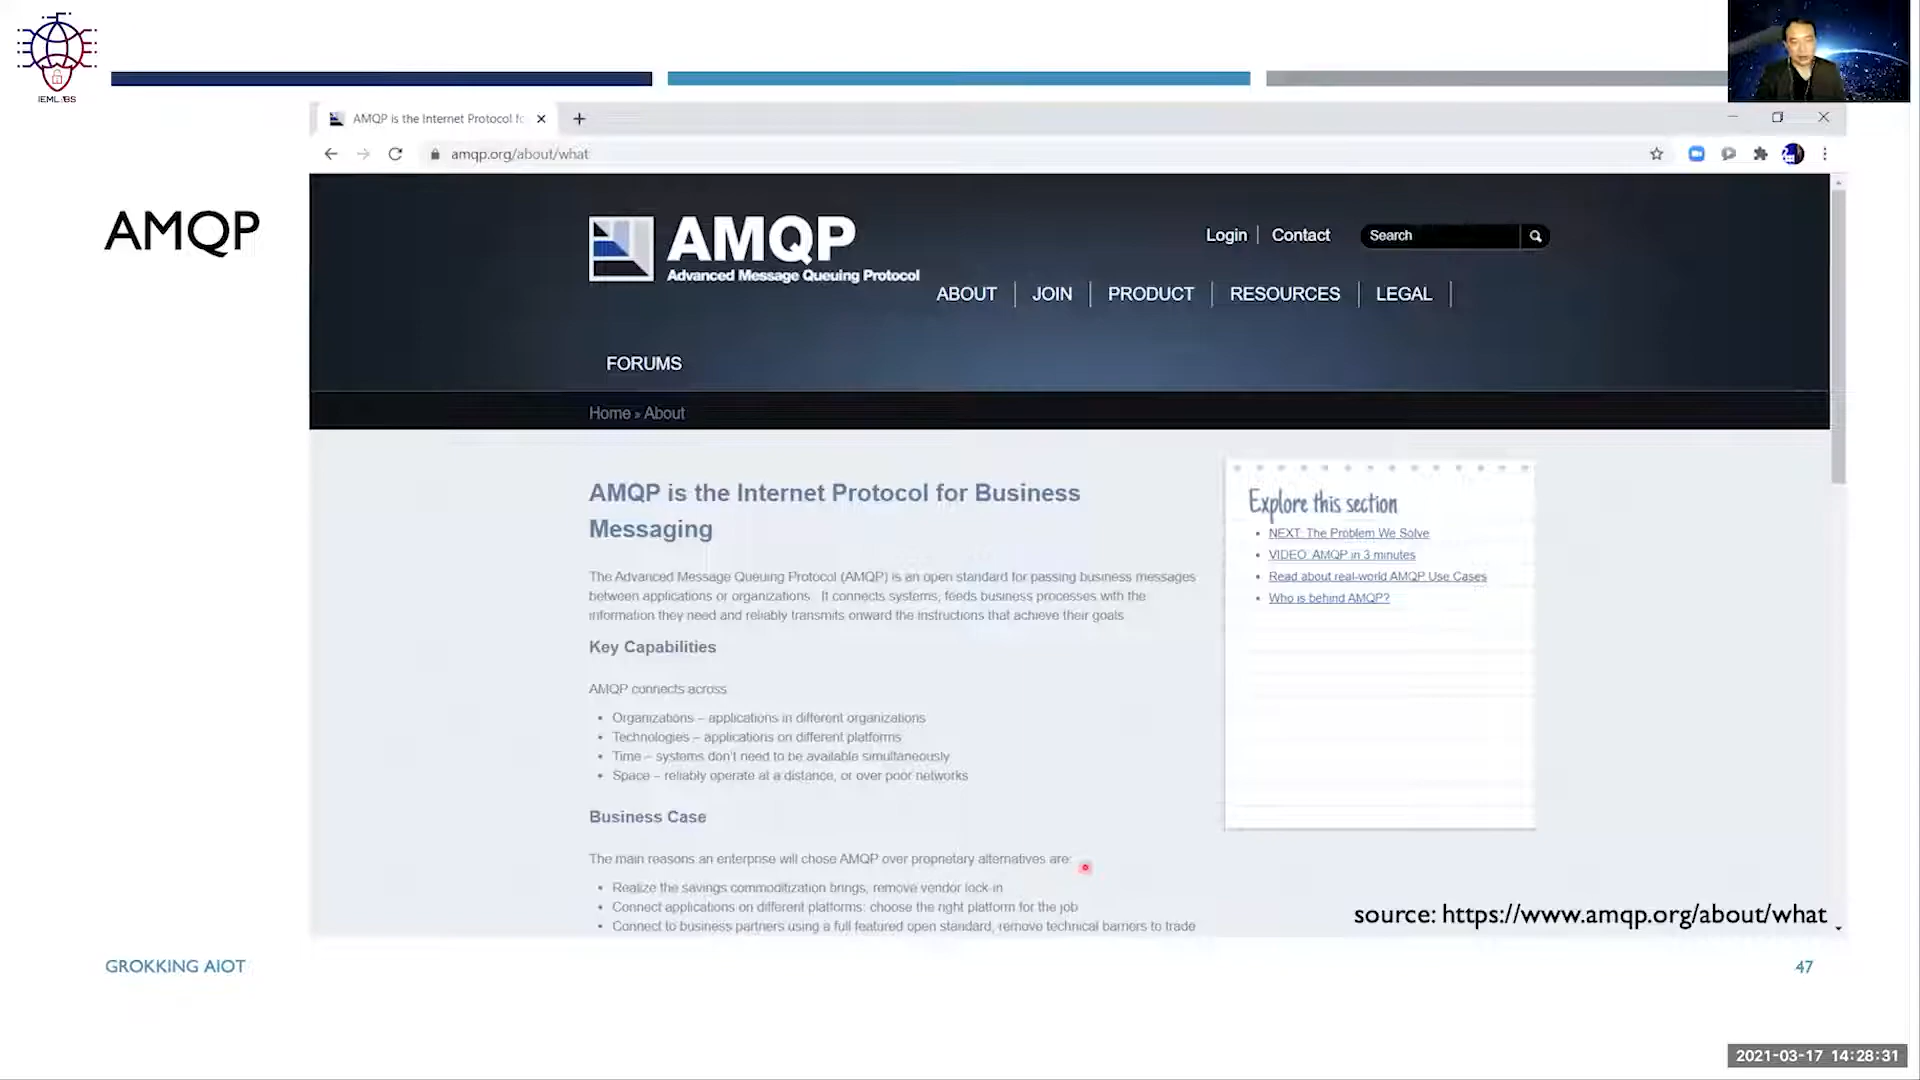 IEMLABS
AMQP is the Internet Protocol fo
amqp.org/about/what
AMQP
AMQP
Advanced Message Queuing Protocol
Login
Contact
Search
ABOUT
JOIN
PRODUCT
RESOURCES
LEGAL
FORUMS
Home » About
AMQP is the Internet Protocol for Business
Messaging
The Advanced Message Queuing Protocol (AMQP) is an open standard for passing business messages
between applications or organizations. It connects systems, feeds business processes with the
information they need and reliably transmits onward the instructions that achieve their goals
Key Capabilities
AMQP connects across
• Organizations – applications in different organizations
• Technologies – applications on different platforms
• Time – systems don't need to be available simultaneously
• Space – reliably operate at a distance, or over poor networks
Business Case
The main reasons an enterprise will chose AMQP over proprietary alternatives are:
• Realize the savings commoditization brings, remove vendor lock-in
• Connect applications on different platforms: choose the right platform for the job
• Connect to business partners using a full featured open standard, remove technical barriers to trade
Explore this section
• NEXT: The Problem We Solve
• VIDEO: AMQP in 3 minutes
• Read about real-world AMQP Use Cases
• Who is behind AMQP?
source: https://www.amqp.org/about/what
GROKKING AIOT
47
2021-03-17 14:28:31